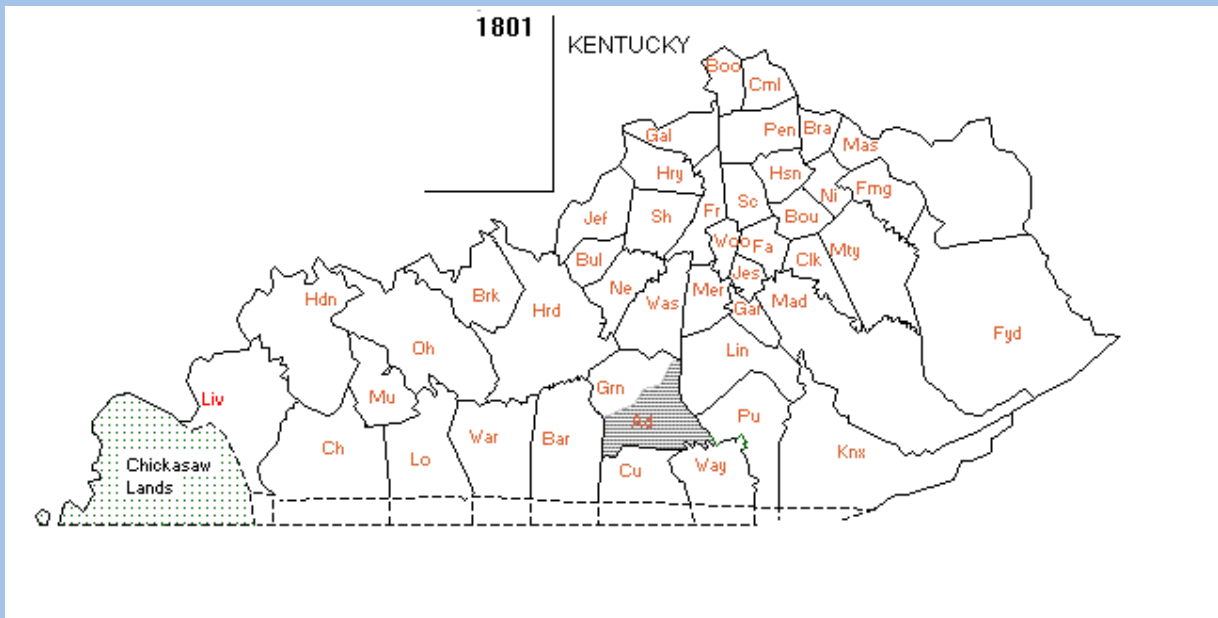 1801
KENTUCKY
Boo
Cml
Gal
Pen
Bra
Mas
Hry
Hsn
Ni
Fmg
Jef
Sh
Fr
Sc
Bou
Woo
Fa
Bul
Clk
Mty
Ne
Was
Mer
Jes
Hdn
Brk
Hrd
Gar
Mad
Oh
Lin
Fyd
Grn
Liv
Mu
Ad
Pu
War
Bar
Ch
Lo
Cu
Way
Knx
Chickasaw
Lands